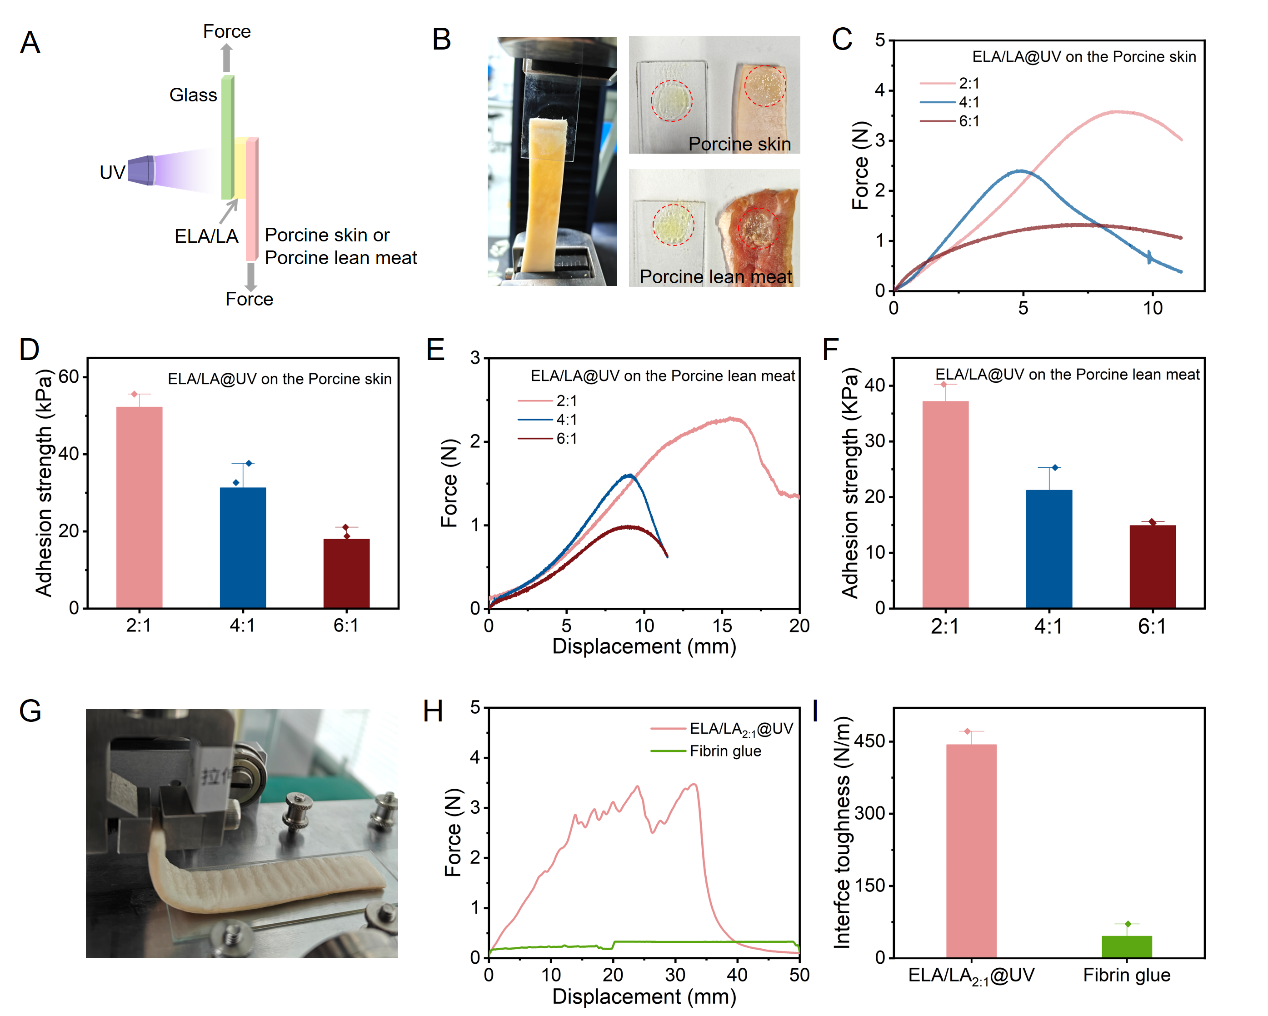 A
Force
Glass
UV
ELA/LA
Porcine skin or
Porcine lean meat
Force
B
Porcine skin
Porcine lean meat
C
ELA/LA@UV on the Porcine skin
2:1
4:1
6:1
Force (N)
5
4
3
2
1
0
0 5 10
D
ELA/LA@UV on the Porcine skin
Adhesion strength (kPa)
60
40
20
0
2:1 4:1 6:1
E
ELA/LA@UV on the Porcine lean meat
2:1
4:1
6:1
Force (N)
3
2
1
0
0 5 10 15 20
Displacement (mm)
F
ELA/LA@UV on the Porcine lean meat
Adhesion strength (KPa)
40
30
20
10
0
2:1 4:1 6:1
G
H
ELA/LA2:1@UV
Fibrin glue
Force (N)
5
4
3
2
1
0
0 10 20 30 40 50
Displacement (mm)
I
Interfce toughness (N/m)
450
300
150
0
ELA/LA2:1@UV Fibrin glue